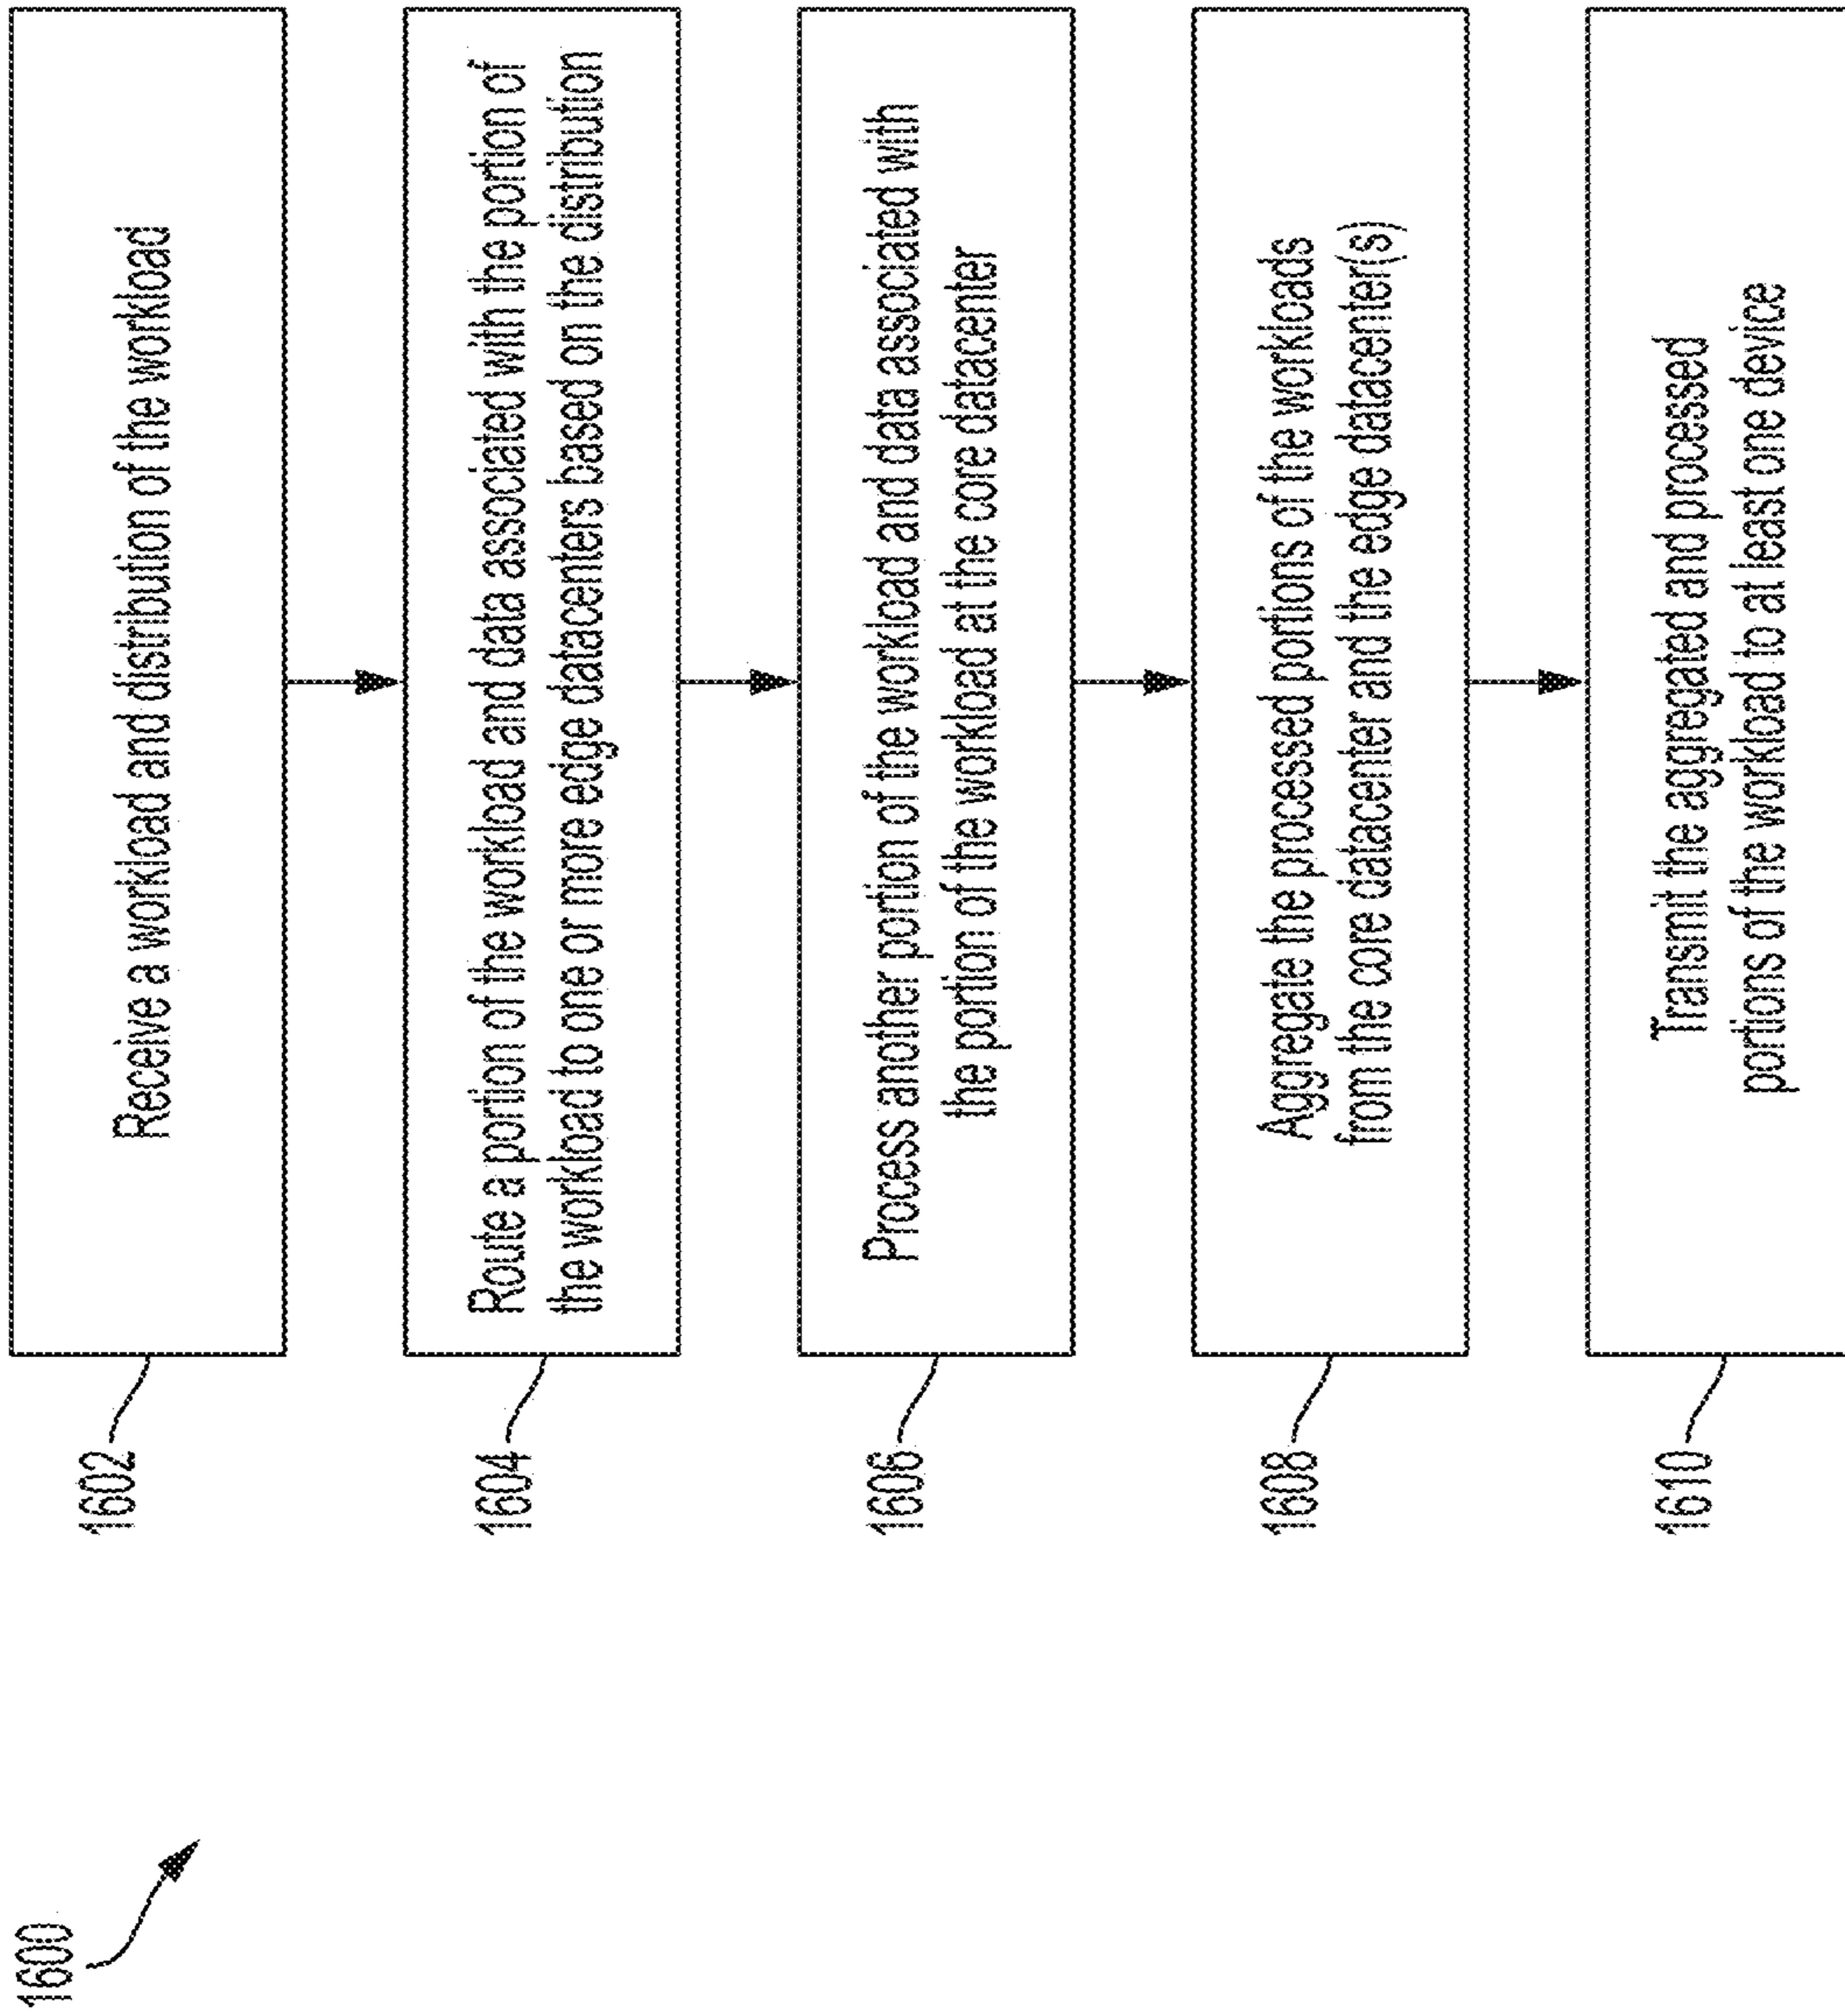 1600
1602
Receive a workload and distribution of the workload
1604
Route a portion of the workload and data associated with the portion of
the workload to one or more edge datacenters based on the distribution
1606
Process another portion of the workload and data associated with
the portion of the workload at the core datacenter
1608
Aggregate the processed portions of the workloads
from the core datacenter and the edge datacenter(s)
1610
Transmit the aggregated and processed
portions of the workload to at least one device